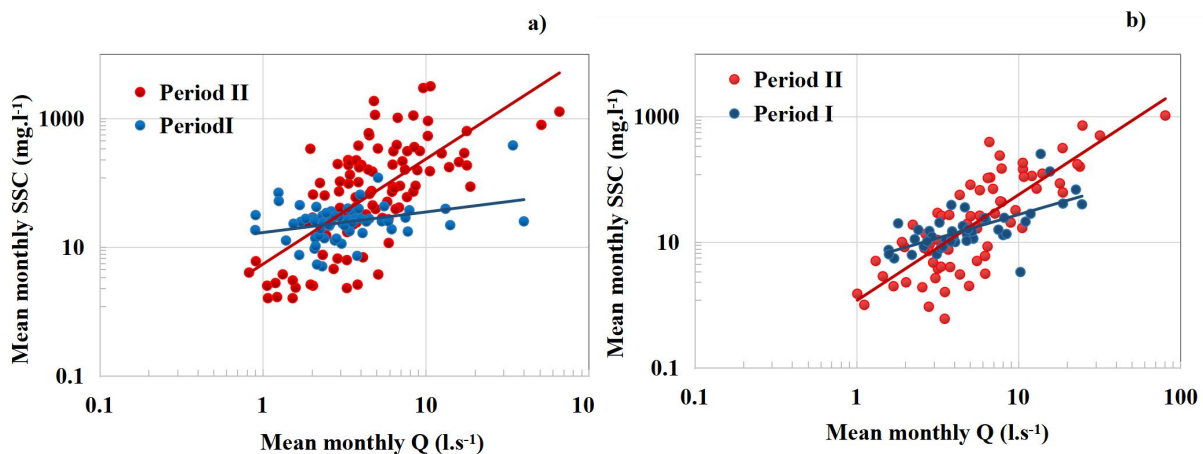 a)
Period II
PeriodI
Mean monthly SSC (mg.l-1)
1000
10
0.1
0.1 1 10 10
Mean monthly Q (l.s-1)
b)
Period II
Period I
Mean monthly SSC (mg.l-1)
1000
10
0.1
0.1 1 10 100
Mean monthly Q (l.s-1)